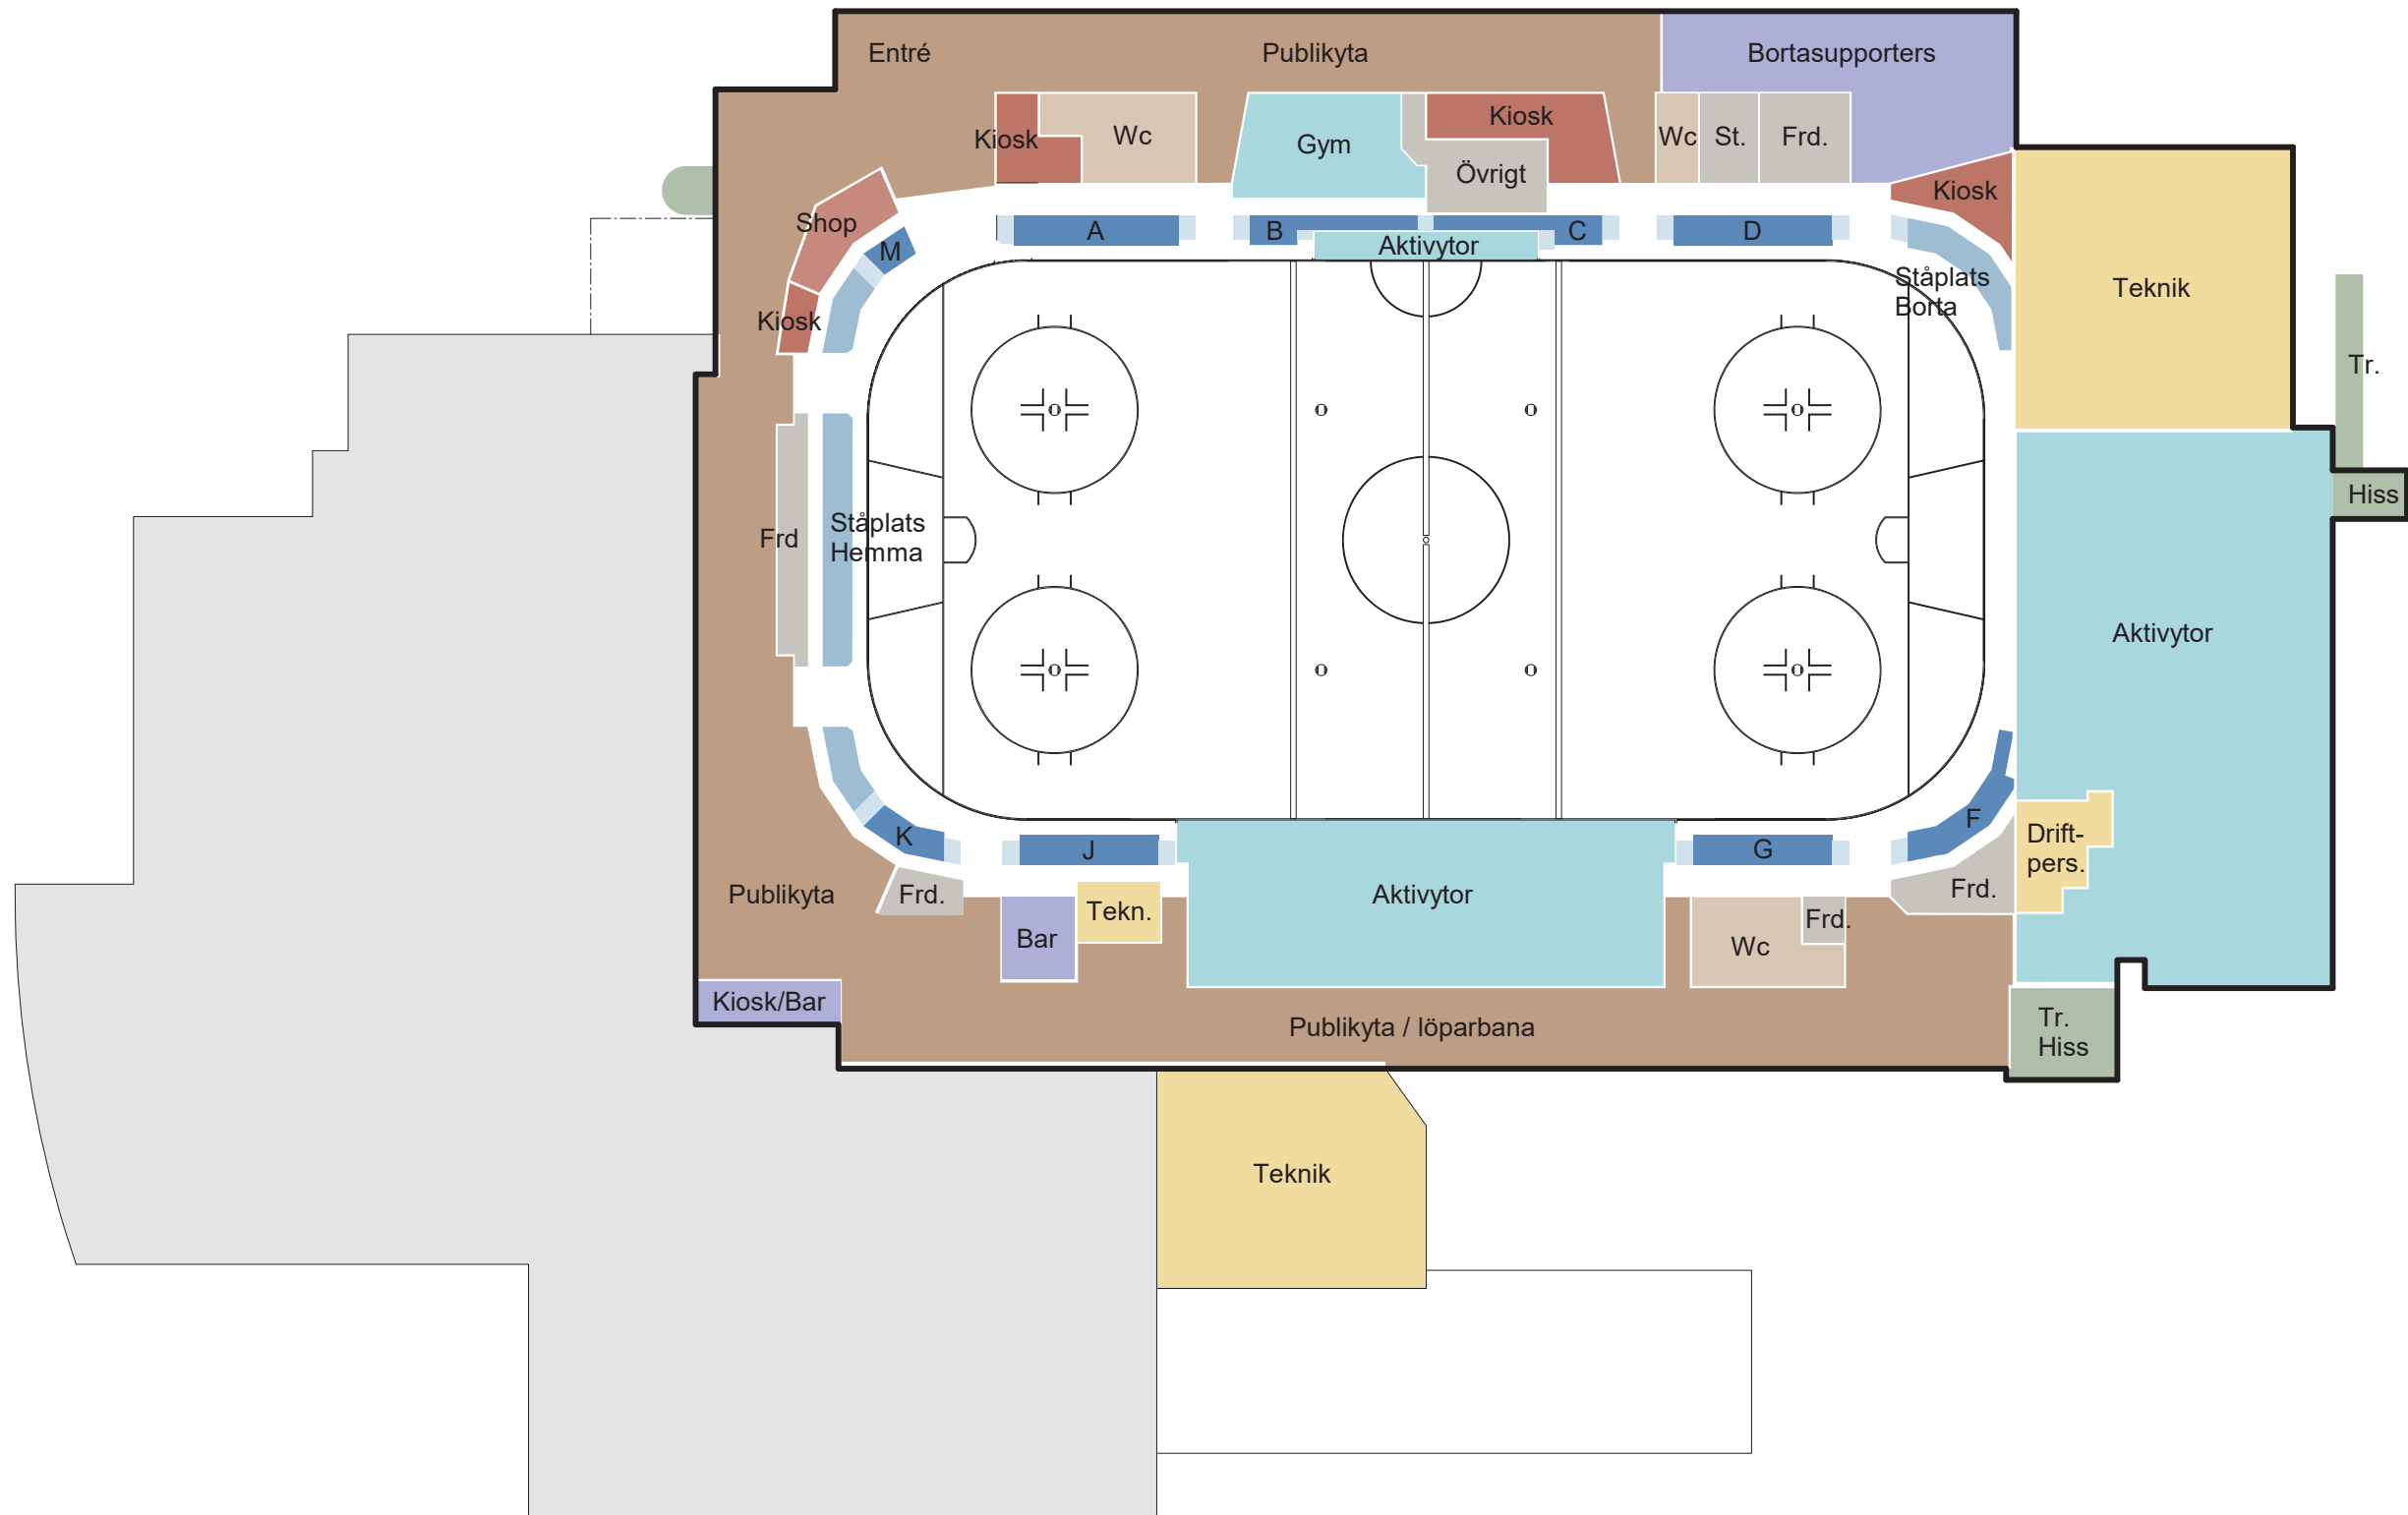 Entré
Publikyta
Bortasupporters
Kiosk
Wc
Gym
Kiosk
Övrigt
Wc
St.
Frd.
Kiosk
Shop
M
A
B
Aktivytor
C
D
Ståplats
Borta
Teknik
Kiosk
Tr.
Hiss
Frd
Ståplats
Hemma
Aktivytor
K
J
G
F
Drift-
pers.
Publikyta
Frd.
Bar
Tekn.
Aktivytor
Wc
Frd.
Frd.
Kiosk/Bar
Publikyta / löparbana
Tr.
Hiss
Teknik